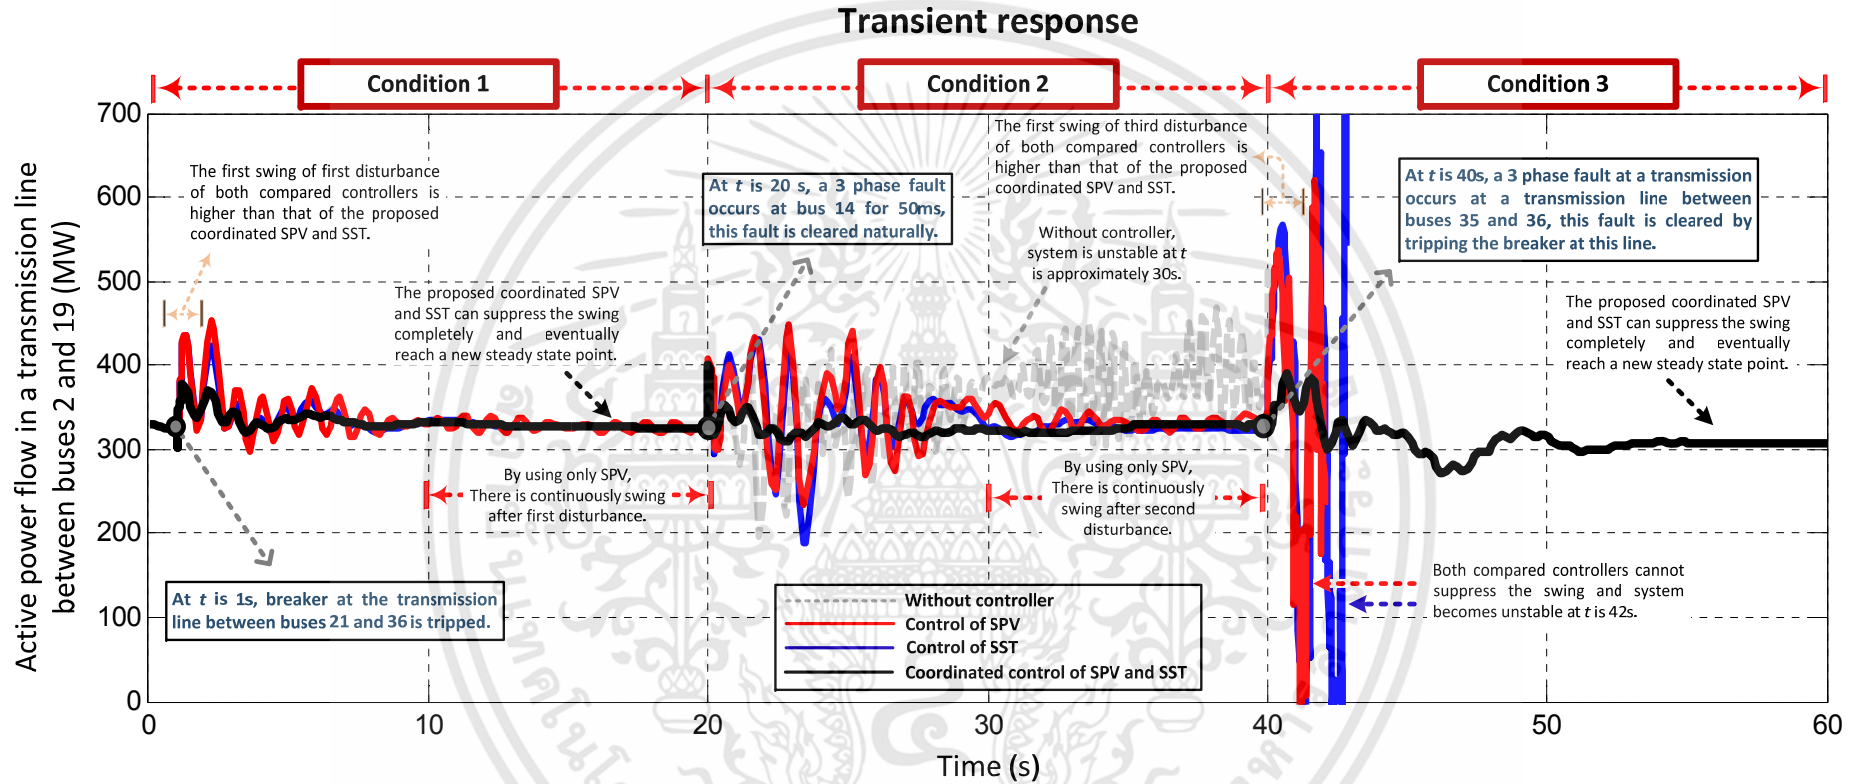 Transient response
Condition 1
Condition 2
Condition 3
Active power flow in a transmission line
between buses 2 and 19 (MW)
700
600
500
400
300
200
100
0
The first swing of first disturbance
of both compared controllers is
higher than that of the proposed
coordinated SPV and SST.
The proposed coordinated SPV
and SST can suppress the swing
completely and eventually
reach a new steady state point.
By using only SPV,
There is continuously swing
after first disturbance.
At t is 1s, breaker at the transmission
line between buses 21 and 36 is tripped.
At t is 20 s, a 3 phase fault
occurs at bus 14 for 50ms,
this fault is cleared naturally.
The first swing of third disturbance
of both compared controllers is
higher than that of the proposed
coordinated SPV and SST.
Without controller,
system is unstable at t
is approximately 30s.
By using only SPV,
There is continuously
swing after second
disturbance.
At t is 40s, a 3 phase fault at a transmission
occurs at a transmission line between
buses 35 and 36, this fault is cleared by
tripping the breaker at this line.
The proposed coordinated SPV
and SST can suppress the swing
completely and eventually
reach a new steady state point.
Both compared controllers cannot
suppress the swing and system
becomes unstable at t is 42s.
Without controller
Control of SPV
Control of SST
Coordinated control of SPV and SST
0
10
20
30
40
50
60
Time (s)